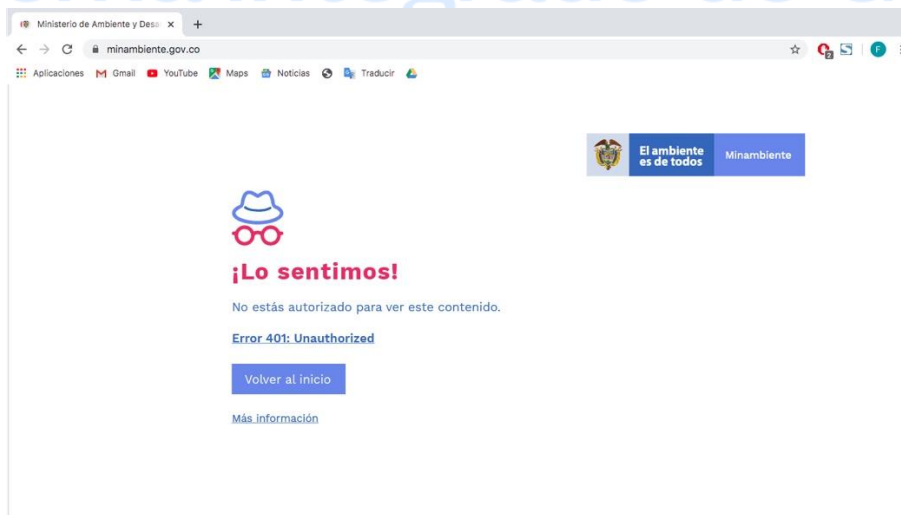 Ministerio de Ambiente y Desa
minambiente.gov.co
2
F
Aplicaciones Gmail YouTube Maps Noticias Traducir
El ambiente
es de todos
Minambiente
¡Lo sentimos!
No estás autorizado para ver este contenido.
Error 401: Unauthorized
Volver al inicio
Más información